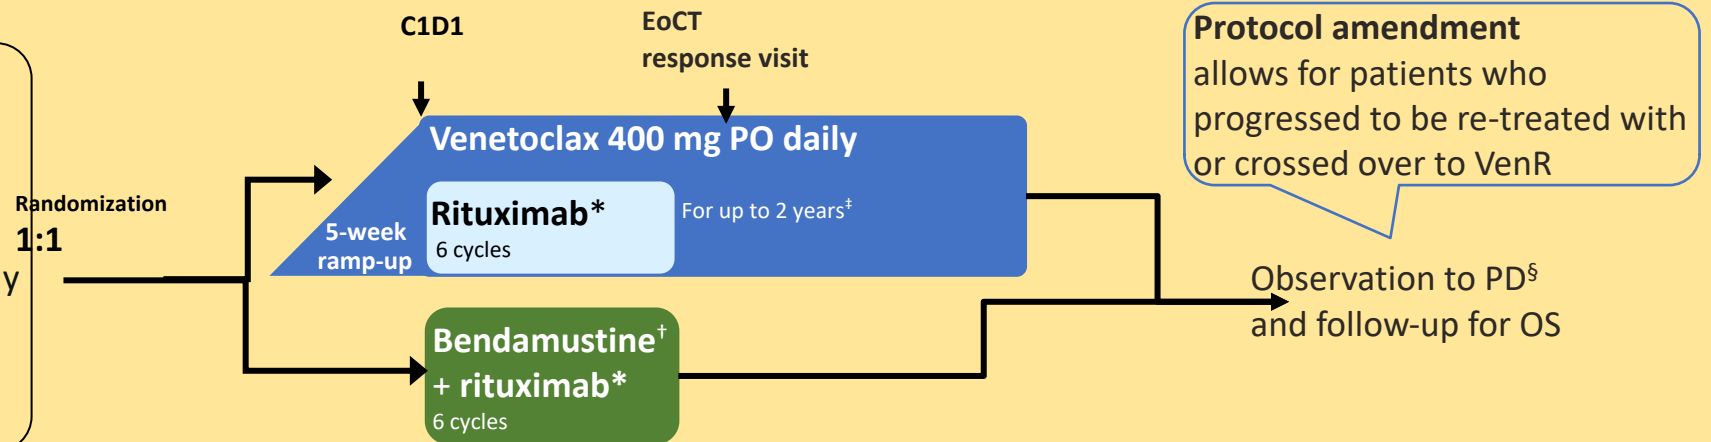 C1D1
EoCT
response visit
Protocol amendment
allows for patients who
progressed to be re-treated with
or crossed over to VenR
Randomization
1:1
y
Venetoclax 400 mg PO daily
5-week
ramp-up
Rituximab*
6 cycles
For up to 2 years‡
Bendamustine†
+ rituximab*
6 cycles
Observation to PD§
and follow-up for OS